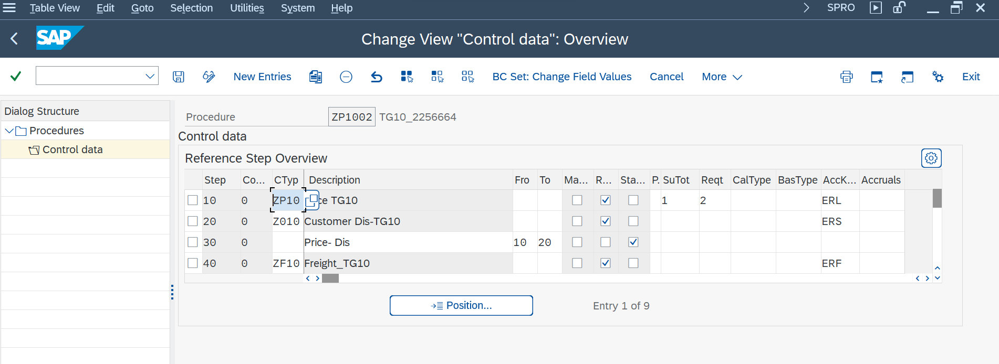 Table View Edit Goto Selection Utilities System Help SPRO
SAP Change View "Control data": Overview
New Entries BC Set: Change Field Values Cancel More Exit
Dialog Structure
Procedures
Control data
Procedure ZP1002 TG10_2256664
Control data
Reference Step Overview
Step Co... CTyp Description Fro To Ma... R... Sta... P. SuTot Reqt CalType BasType AccK... Accruals
10 0 ZP10 ce TG10 1 2 ERL
20 0 Z010 Customer Dis-TG10 ERS
30 0 Price- Dis 10 20
40 0 ZF10 Freight_TG10 ERF
Position... Entry 1 of 9